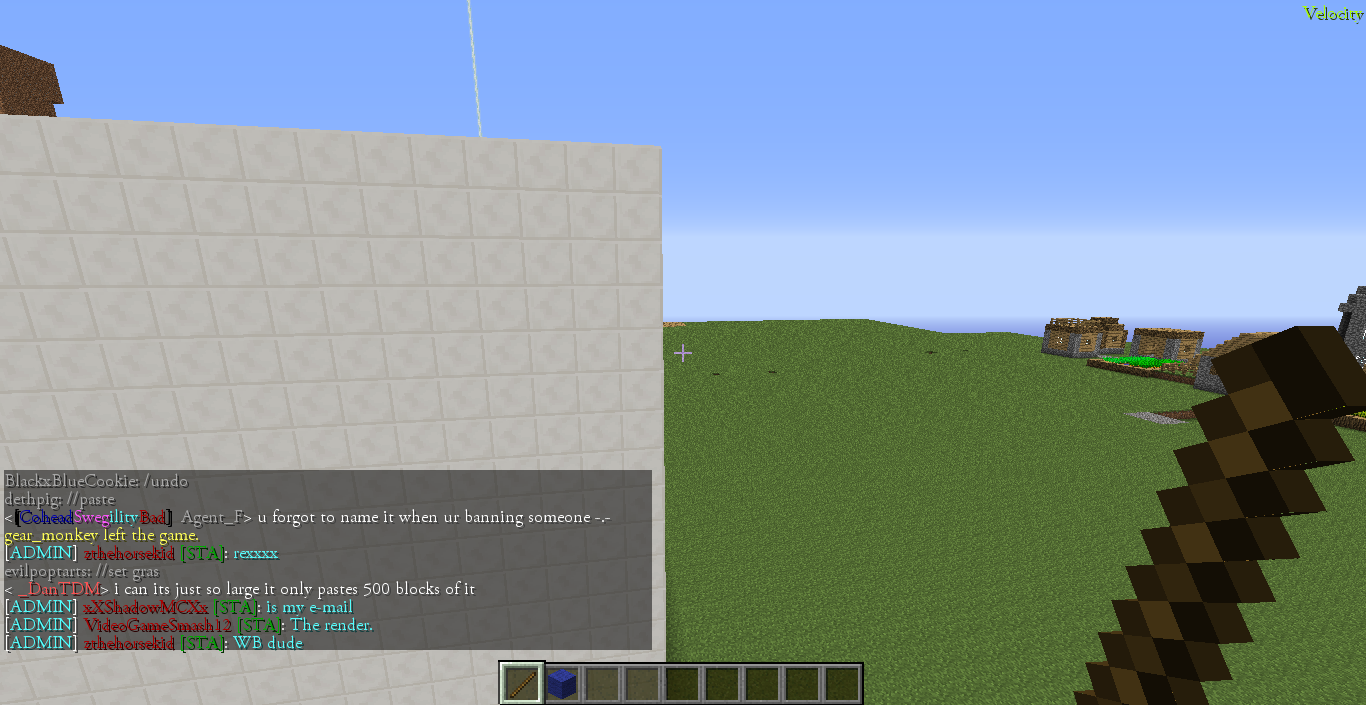 Velocity
BlackxBlueCookie: /undo
dethpig: //paste
<[CoheadSwegilityBad] Agent_F> u forgot to name it when ur banning someone -.-
gear_monkey left the game.
[ADMIN] zthehorsekid [STA]: rexxxx
evilpoptarts: //set gras
< _DanTDM> i can its just so large it only pastes 500 blocks of it
[ADMIN] xXShadowMCXx [STA]: is my e-mail
[ADMIN] VideoGameSmash12 [STA]: The render.
[ADMIN] zthehorsekid [STA]: WB dude